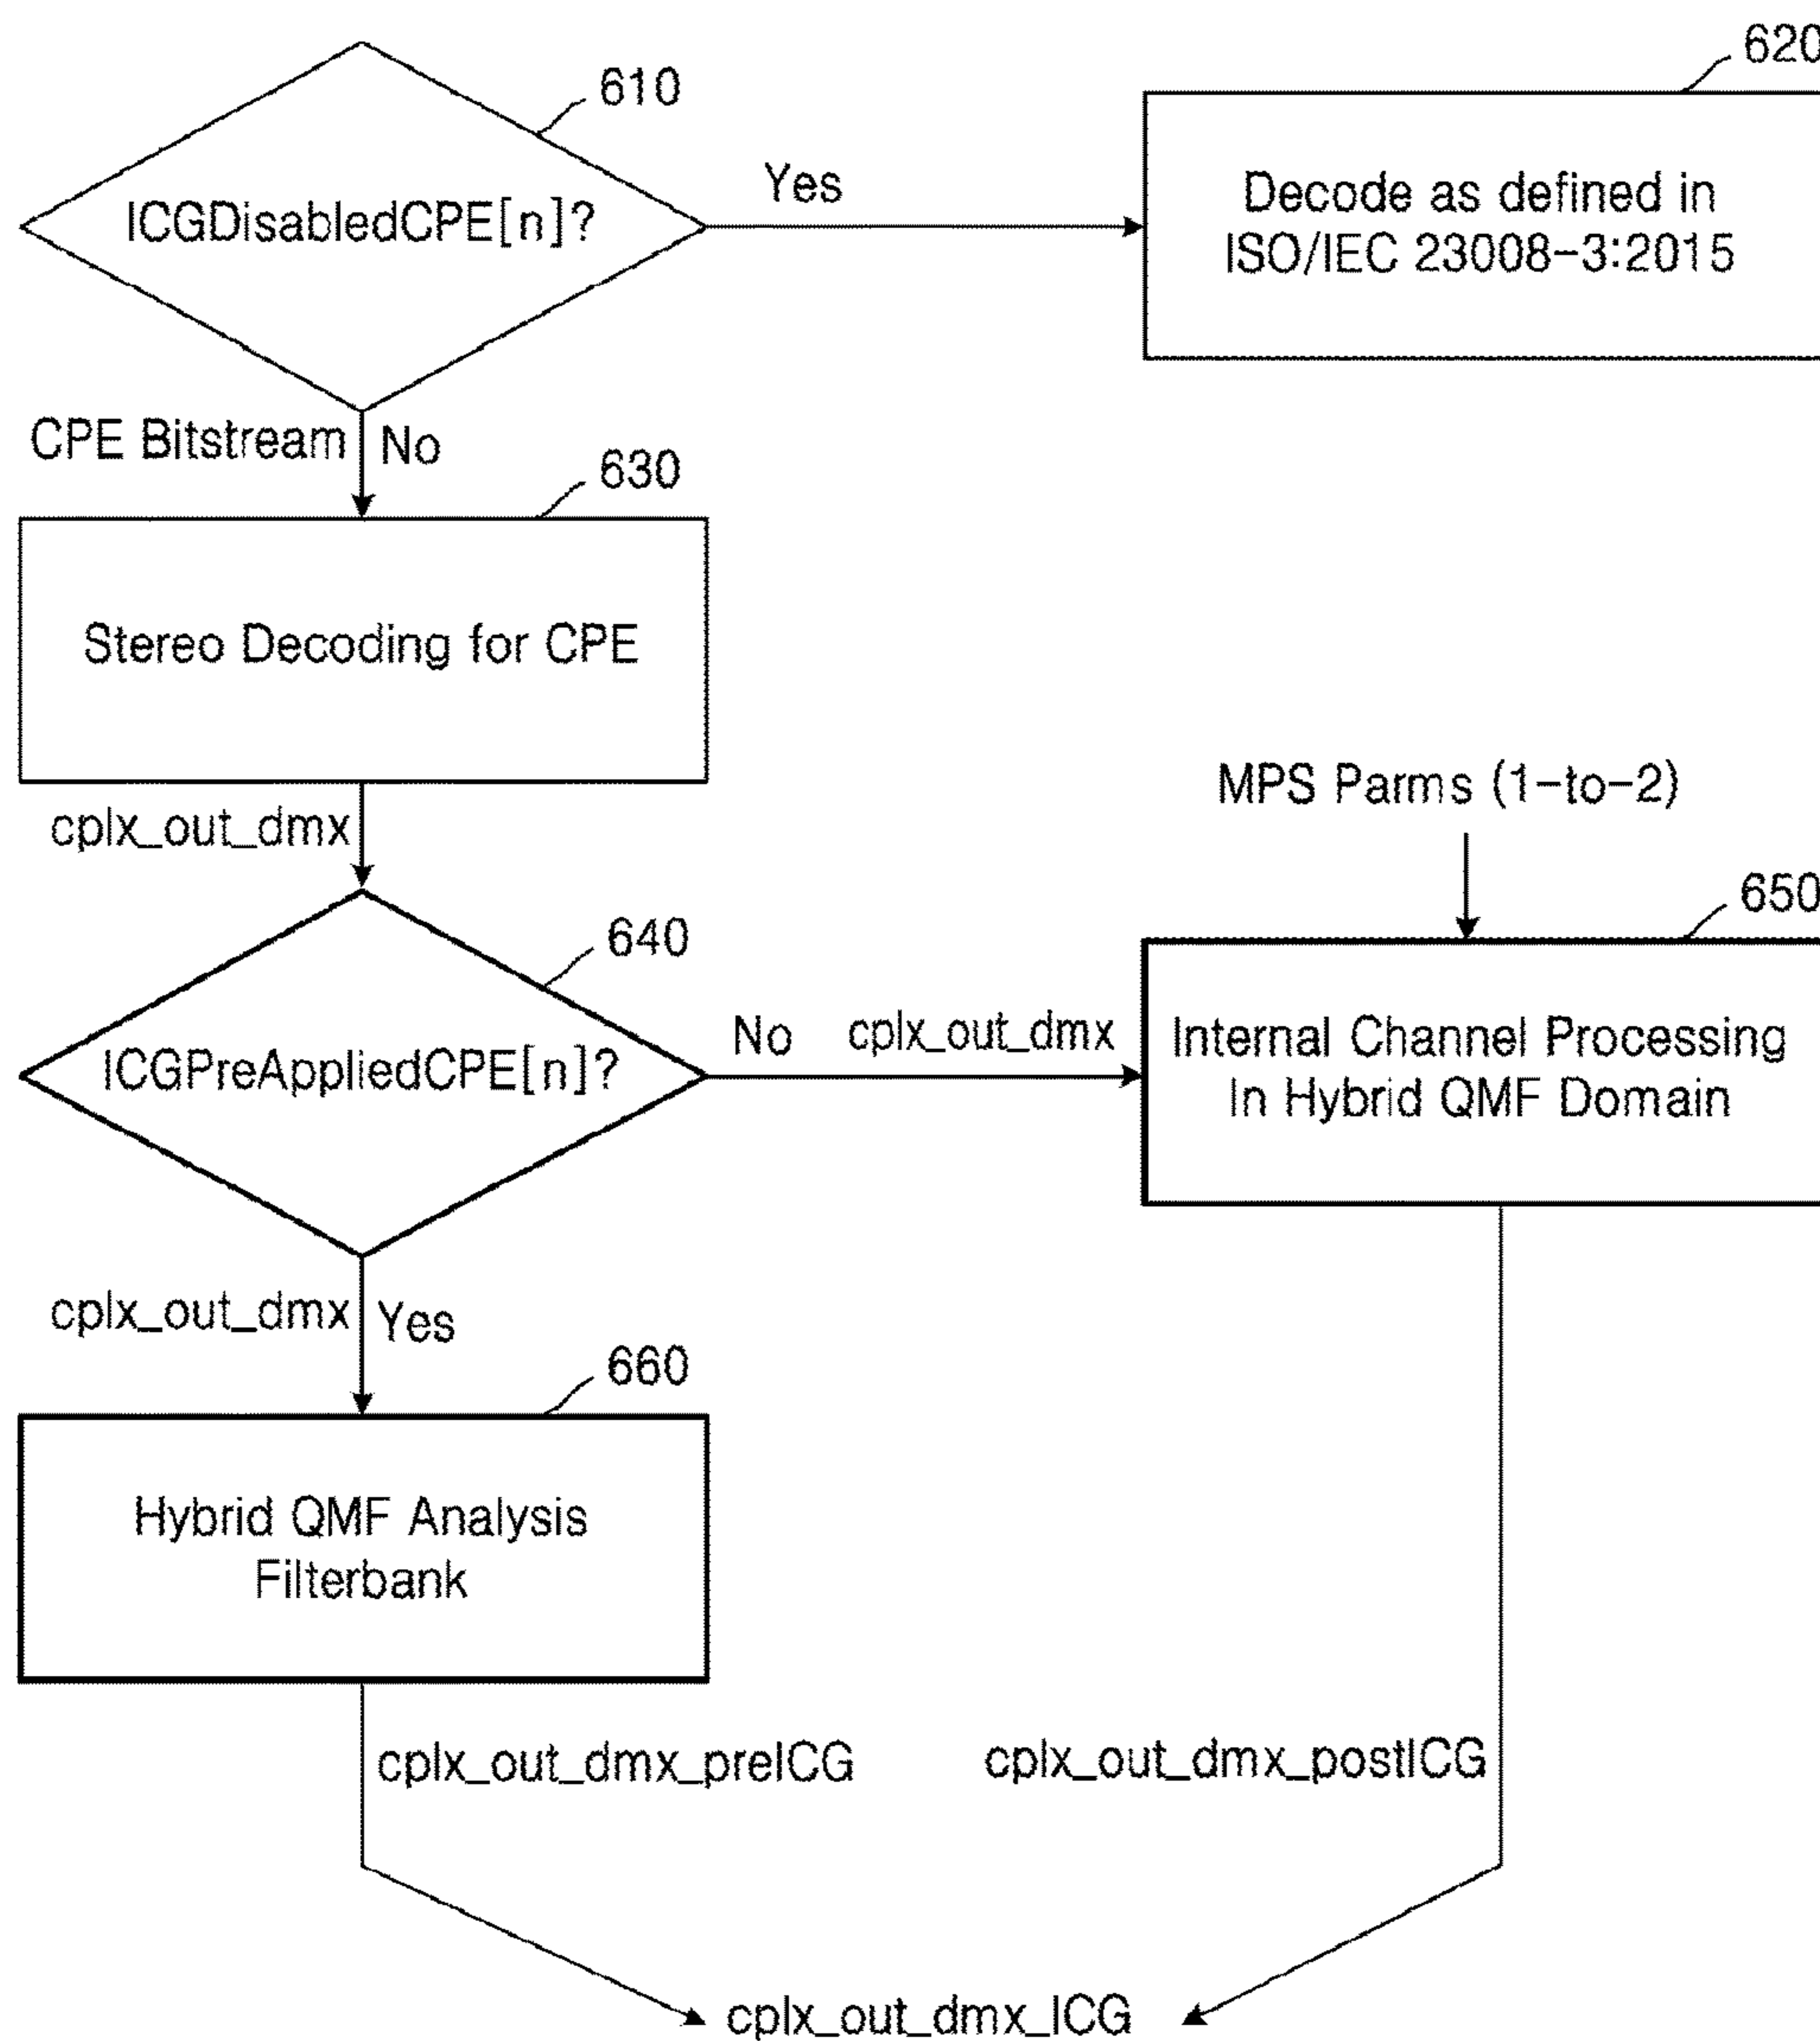 610
620
ICGDisabledCPE[n]?
Yes
Decode as defined in
ISO/IEC 23008-3:2015
CPE Bitstream
No
630
Stereo Decoding for CPE
cplx_out_dmx
MPS Parms (1-to-2)
640
650
ICGPreAppliedCPE[n]?
No
cplx_out_dmx
Internal Channel Processing
In Hybrid QMF Domain
cplx_out_dmx
Yes
660
Hybrid QMF Analysis
Filterbank
cplx_out_dmx_preICG
cplx_out_dmx_postICG
cplx_out_dmx_ICG